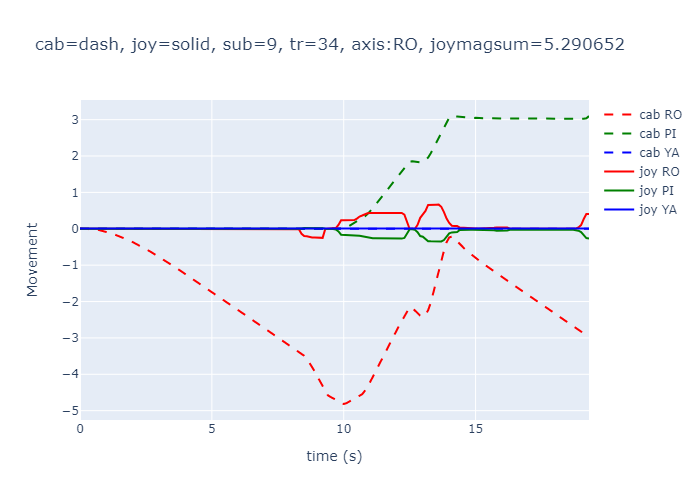 cab=dash, joy=solid, sub=9, tr=34, axis:RO, joymagsum=5.290652
3
2
1
0
−1
−2
−3
−4
−5
Movement
0
5
10
15
time (s)
cab RO
cab PI
cab YA
joy RO
joy PI
joy YA